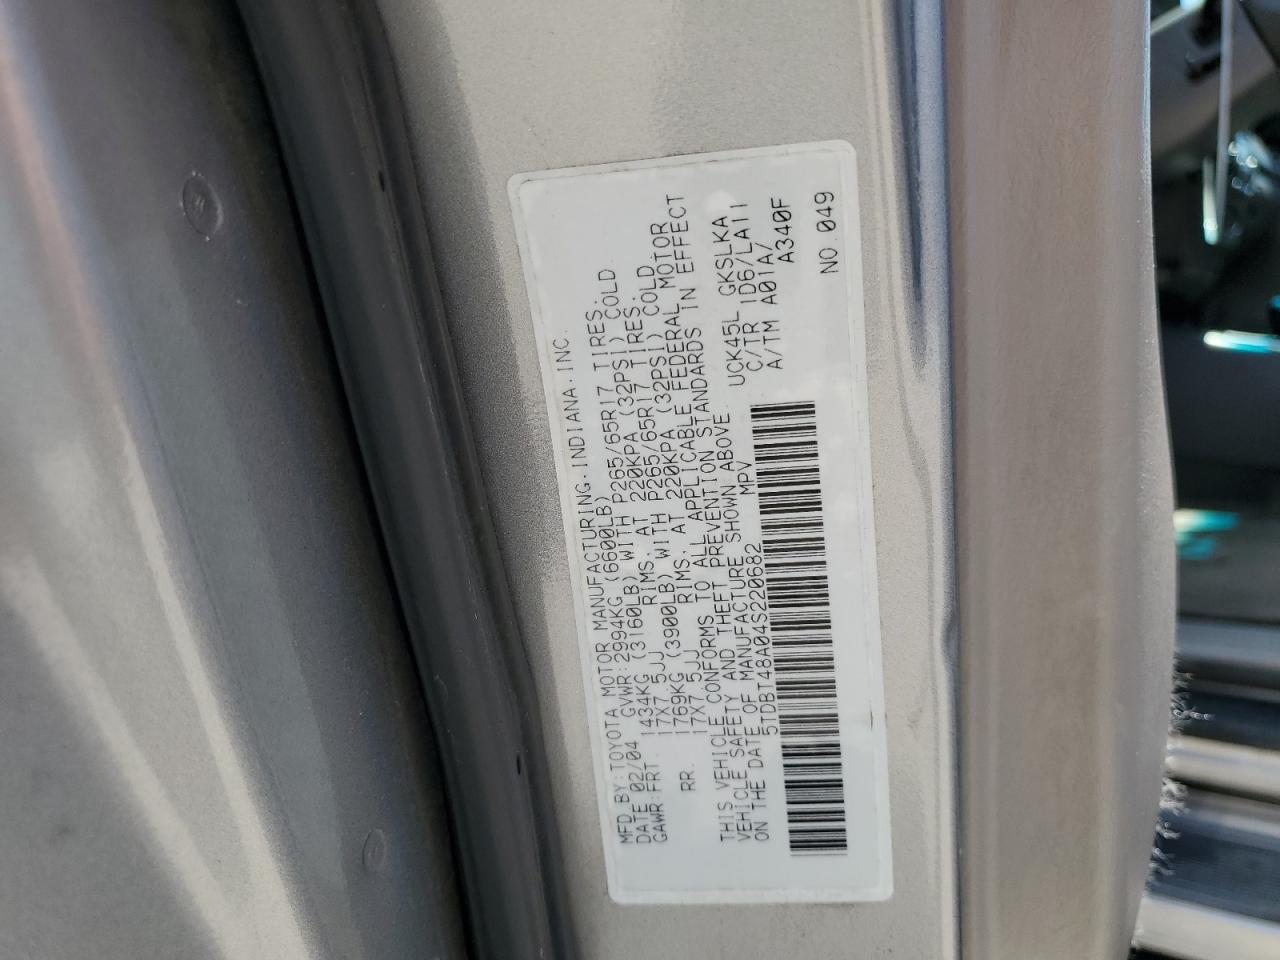 MFD BY:TOYOTA MOTOR MANUFACTURING.INDIANA.INC.
DATE 02/04 GVWR:2994KG (6600LB)
GAWR:FRT. 1434KG (3160LB) WITH P265/65R17 TIRES.
17X7.5JJ RIMS. AT 220KPA (32PSI) COLD.
RR. 1769KG (3900LB) WITH P265/65R17 TIRES.
17X7.5JJ RIMS. AT 220KPA (32PSI) COLD.
THIS VEHICLE CONFORMS TO ALL APPLICABLE FEDERAL MOTOR
VEHICLE SAFETY AND THEFT PREVENTION STANDARDS IN EFFECT
ON THE DATE OF MANUFACTURE SHOWN ABOVE.
5TDBT48A04S220682 MPV
UCK45L GKSLKA
C/TR 1D6/LA11
A/TM A01A/
A340F
NO. 049